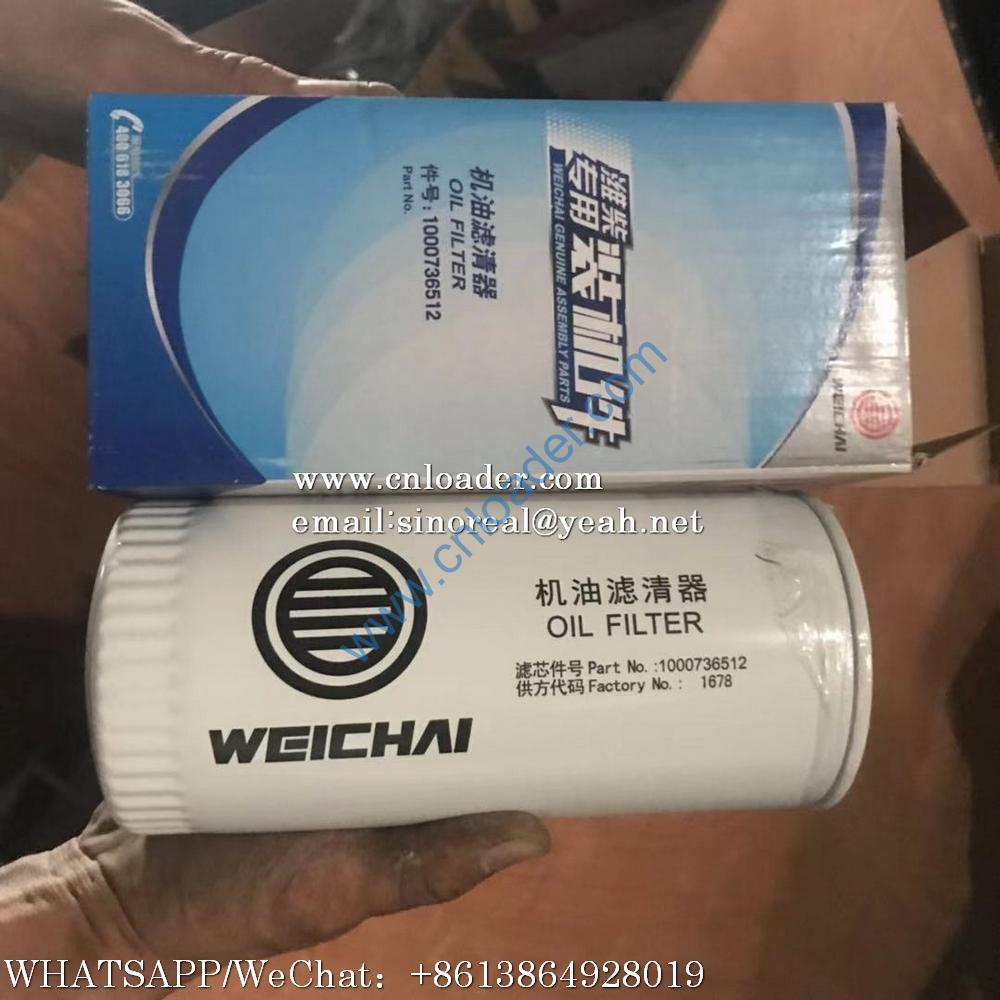 400 618 3066
机油滤清器
OIL FILTER
件号：1000736512
Part No.
潍柴
专用
装机件
WEICHAI GENUINE ASSEMBLY PARTS
WEICHAI
www.cnloader.com
email:sinoreal@yeah.net
www.cnloader.com
WEICHAI
机油滤清器
OIL FILTER
滤芯件号 Part No. :1000736512
供方代码 Factory No. : 1678
WHATSAPP/WeChat：+8613864928019